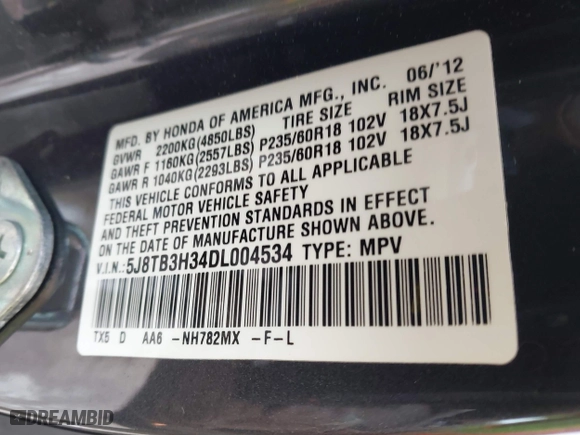 MFD. BY HONDA OF AMERICA MFG., INC. 06/'12
GVWR 2200KG(4850LBS) TIRE SIZE RIM SIZE
GAWR F 1160KG(2557LBS) P235/60R18 102V 18X7.5J
GAWR R 1040KG(2293LBS) P235/60R18 102V 18X7.5J
THIS VEHICLE CONFORMS TO ALL APPLICABLE
FEDERAL MOTOR VEHICLE SAFETY
AND THEFT PREVENTION STANDARDS IN EFFECT
ON THE DATE OF MANUFACTURE SHOWN ABOVE.
V.I.N.:5J8TB3H34DL004534 TYPE: MPV
TX5 D AA6 -NH782MX -F-L
DREAMBID